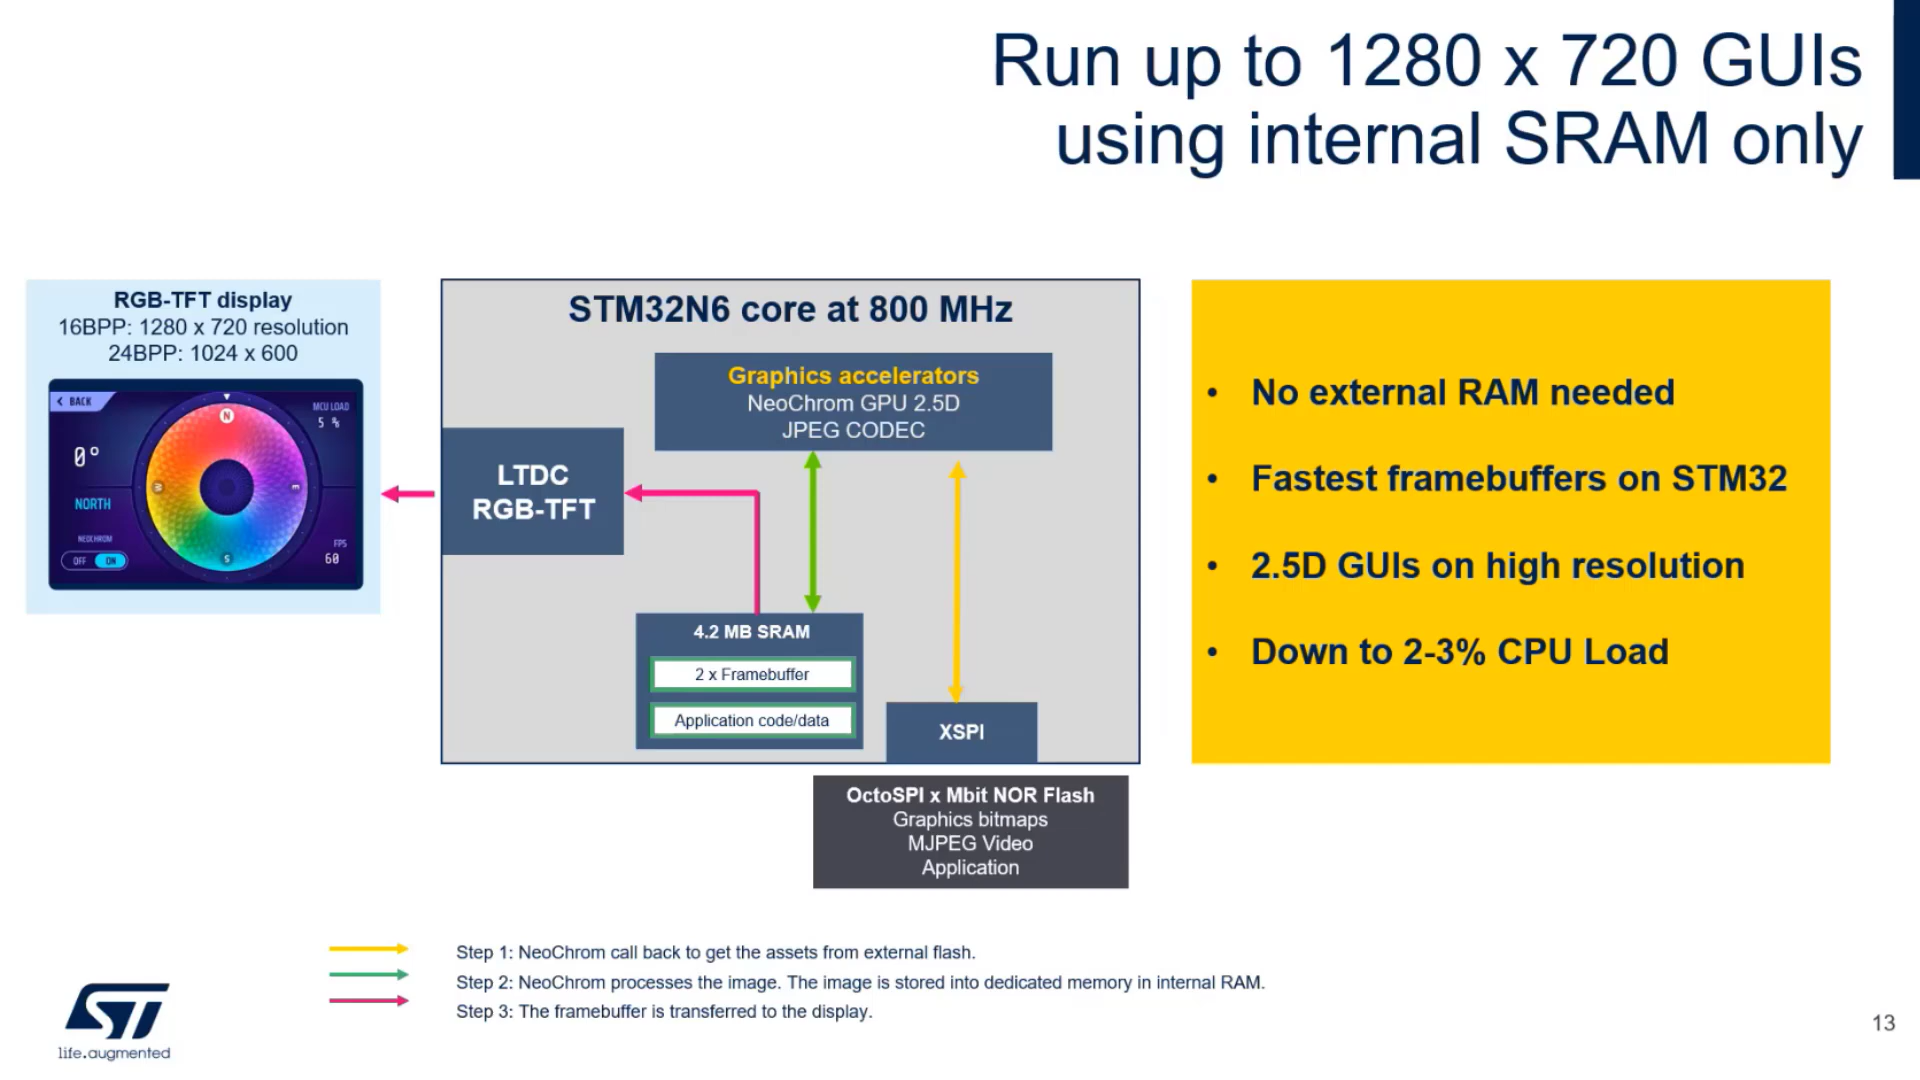 Run up to 1280 x 720 GUIs
using internal SRAM only
RGB-TFT display
16BPP: 1280 x 720 resolution
24BPP: 1024 x 600
BACK
MCU LOAD
5 %
0°
NORTH
NEOCHROM
OFF ON
N
W
E
S
FPS
60
STM32N6 core at 800 MHz
Graphics accelerators
NeoChrom GPU 2.5D
JPEG CODEC
LTDC
RGB-TFT
4.2 MB SRAM
2 x Framebuffer
Application code/data
XSPI
OctoSPI x Mbit NOR Flash
Graphics bitmaps
MJPEG Video
Application
• No external RAM needed
• Fastest framebuffers on STM32
• 2.5D GUIs on high resolution
• Down to 2-3% CPU Load
Step 1: NeoChrom call back to get the assets from external flash.
Step 2: NeoChrom processes the image. The image is stored into dedicated memory in internal RAM.
Step 3: The framebuffer is transferred to the display.
ST
life.augmented
13